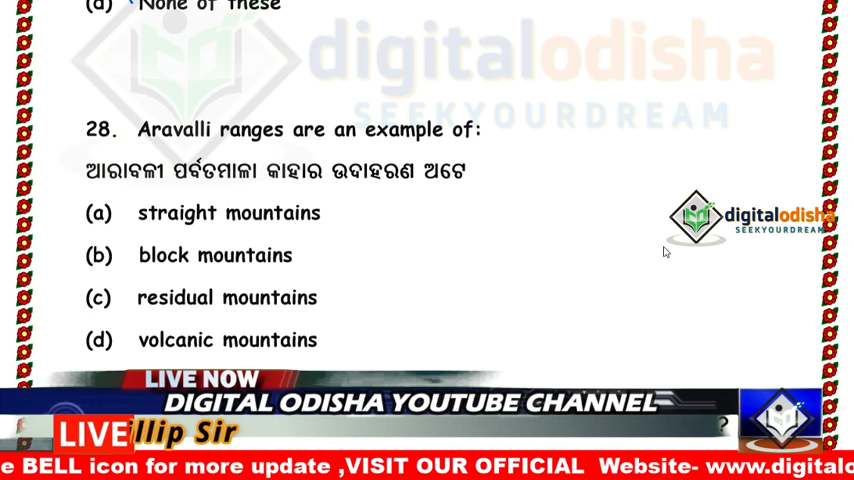 (d) None of these
digitalodisha
SEEKYOURDREAM
28. Aravalli ranges are an example of:
ଆରାବଳୀ ପର୍ବତମାଳା କାହାର ଉଦାହରଣ ଅଟେ
(a) straight mountains
digitalodisha
SEEKYOURDREAM
(b) block mountains
(c) residual mountains
(d) volcanic mountains
LIVE NOW
DIGITAL ODISHA YOUTUBE CHANNEL
LIVE illip Sir ?
e BELL icon for more update ,VISIT OUR OFFICIAL Website- www.digitalo